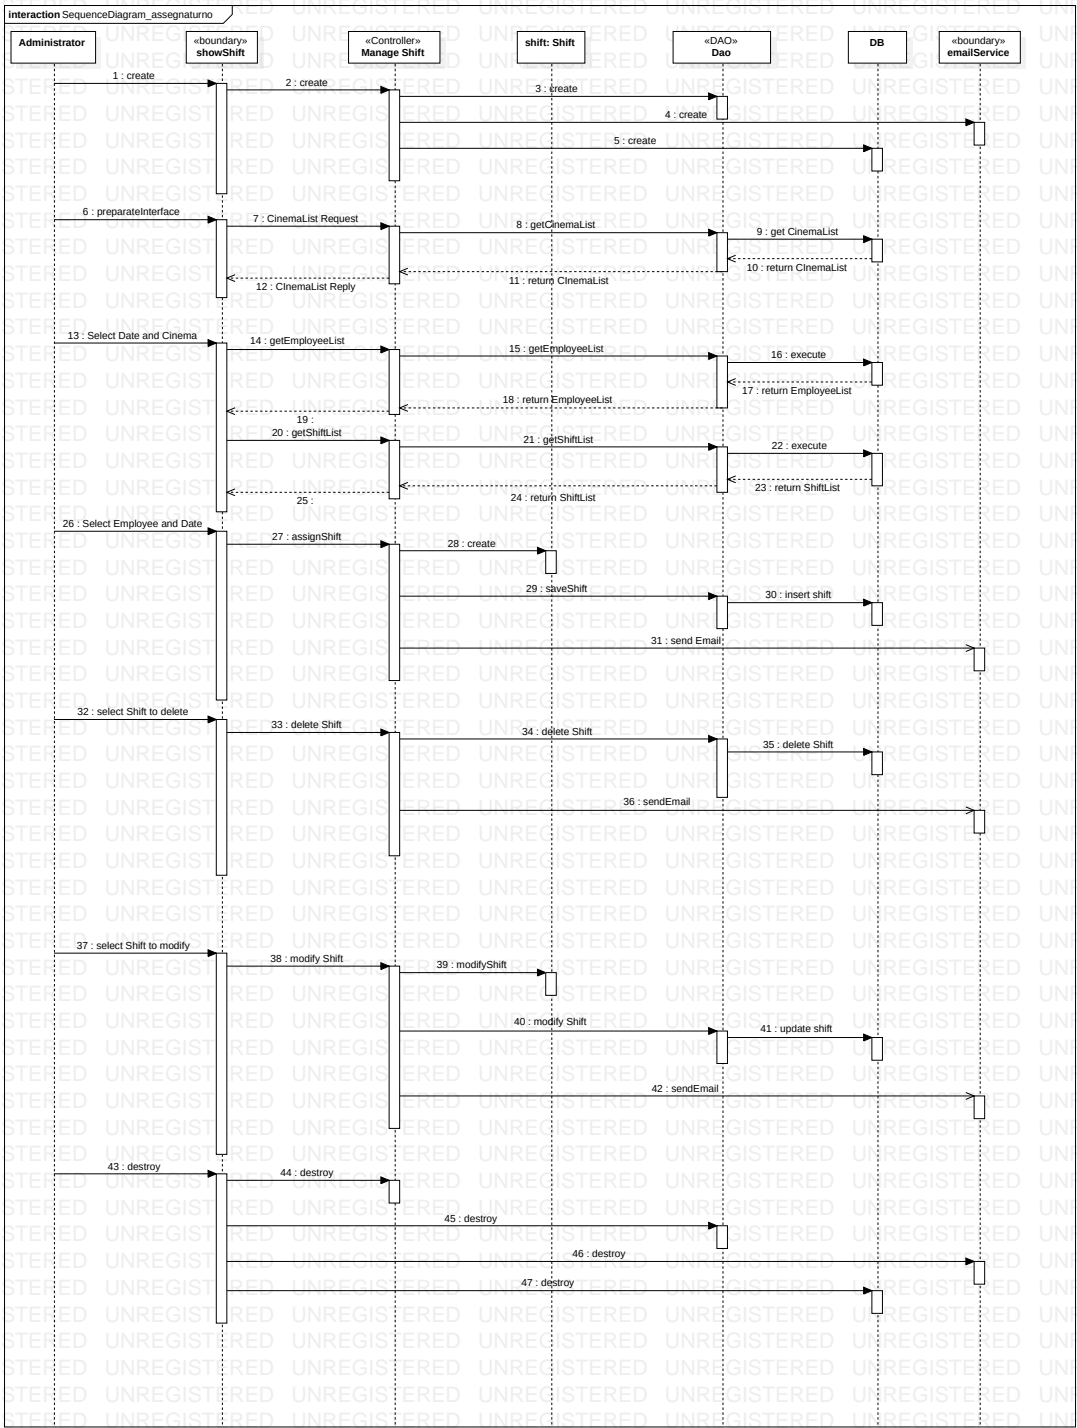 interaction SequenceDiagram_assegnaturno
Administrator
«boundary»
showShift
«Controller»
Manage Shift
shift: Shift
«DAO»
Dao
DB
«boundary»
emailService
1 : create
2 : create
3 : create
4 : create
5 : create
6 : preparateInterface
7 : CinemaList Request
8 : getCinemaList
9 : get CinemaList
10 : return CInemaList
11 : return CInemaList
12 : CInemaList Reply
13 : Select Date and Cinema
14 : getEmployeeList
15 : getEmployeeList
16 : execute
17 : return EmployeeList
18 : return EmployeeList
19 :
20 : getShiftList
21 : getShiftList
22 : execute
23 : return ShiftList
24 : return ShiftList
25 :
26 : Select Employee and Date
27 : assignShift
28 : create
29 : saveShift
30 : insert shift
31 : send Email
32 : select Shift to delete
33 : delete Shift
34 : delete Shift
35 : delete Shift
36 : sendEmail
37 : select Shift to modify
38 : modify Shift
39 : modifyShift
40 : modify Shift
41 : update shift
42 : sendEmail
43 : destroy
44 : destroy
45 : destroy
46 : destroy
47 : destroy
UNREGISTERED